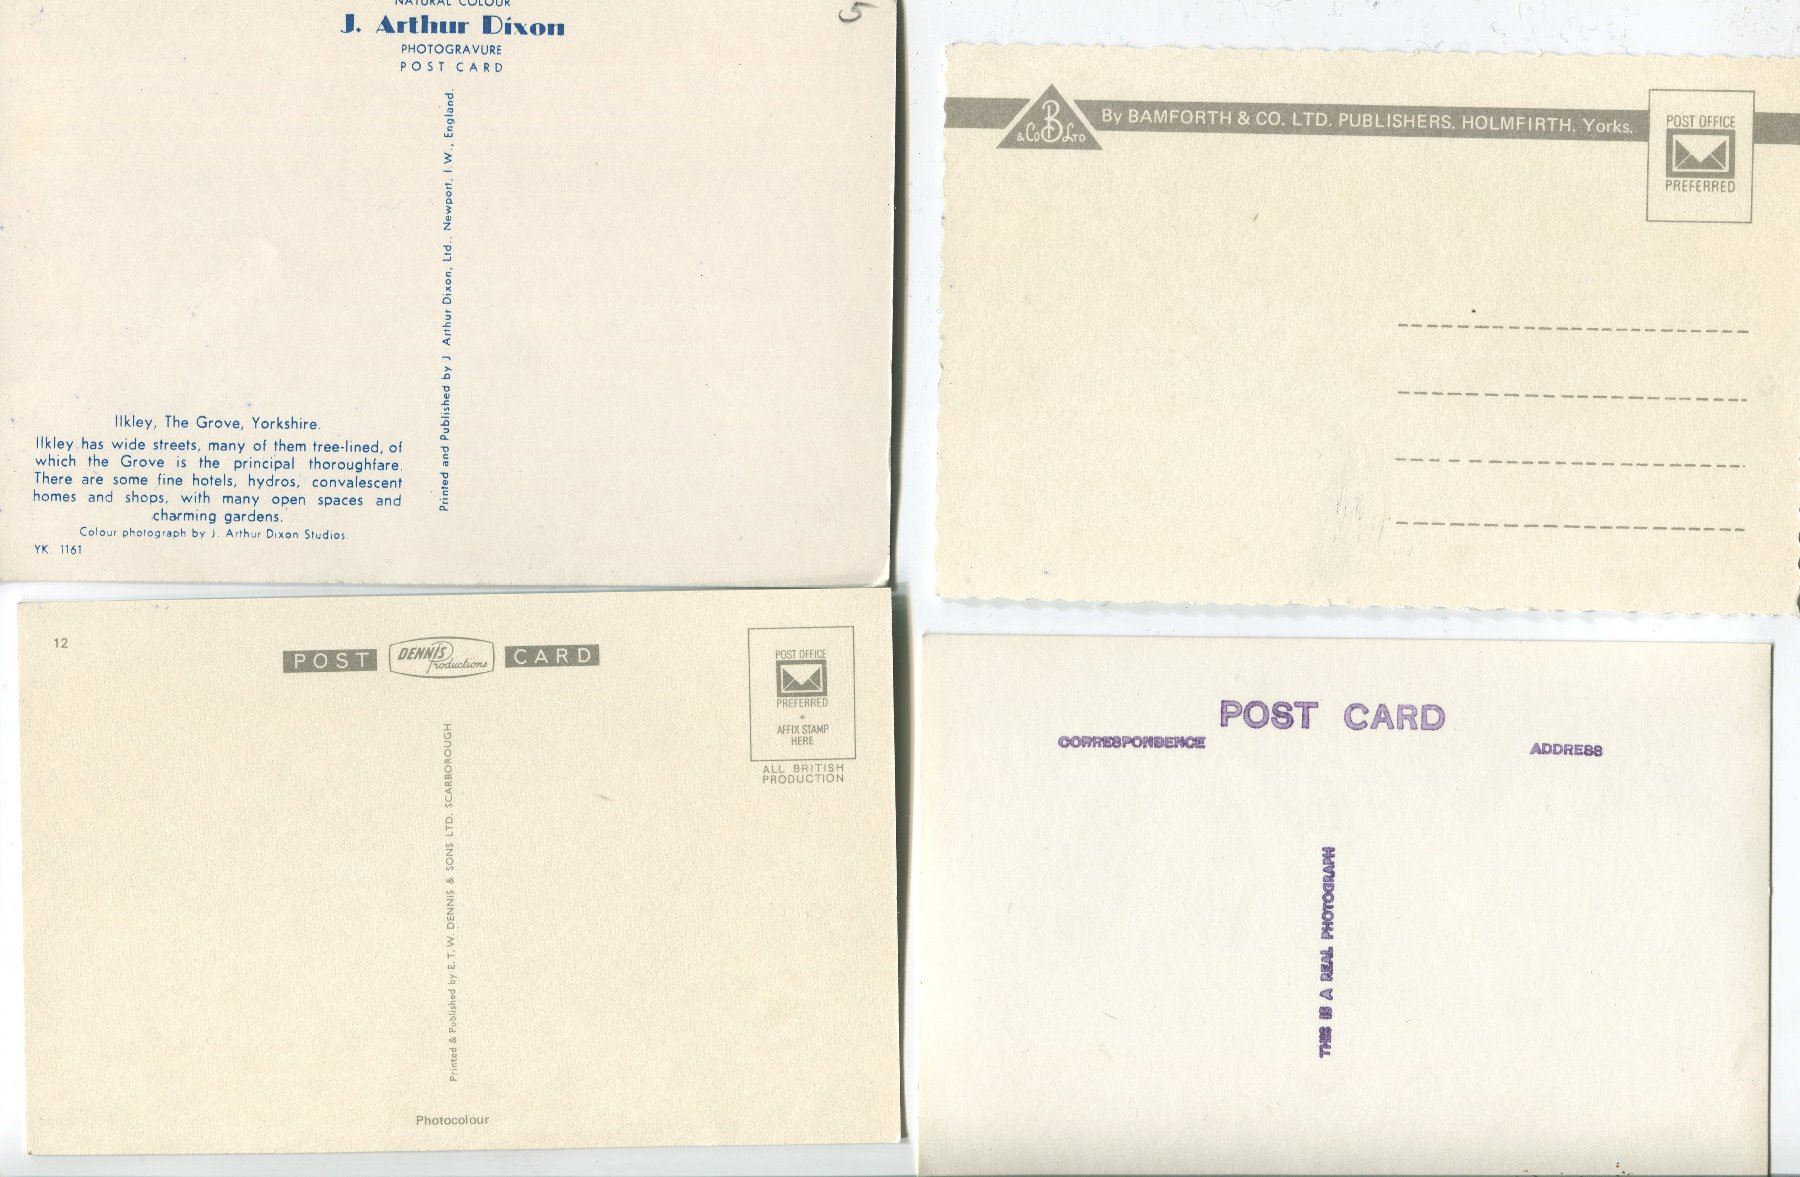 NATURAL COLOUR
J. Arthur Dixon
PHOTOGRAVURE
POST CARD
5
Printed and Published by J. Arthur Dixon, Ltd., Newport, I.W., England.
Ilkley, The Grove, Yorkshire.
Ilkley has wide streets, many of them tree-lined, of
which the Grove is the principal thoroughfare.
There are some fine hotels, hydros, convalescent
homes and shops, with many open spaces and
charming gardens.
Colour photograph by J. Arthur Dixon Studios.
YK. 1161
B
& Co LTD
By BAMFORTH & CO. LTD. PUBLISHERS. HOLMFIRTH. Yorks.
POST OFFICE
PREFERRED
12
POST DENNIS Productions CARD
POST OFFICE
PREFERRED
*
AFFIX STAMP
HERE
ALL BRITISH
PRODUCTION
Printed & Published by E. T. W. DENNIS & SONS LTD. SCARBOROUGH
Photocolour
POST CARD
CORRESPONDENCE
ADDRESS
THIS IS A REAL PHOTOGRAPH